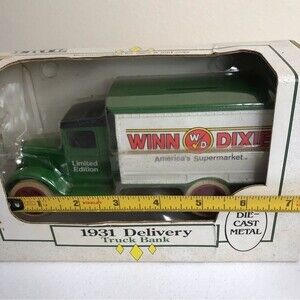 WINN W D DIXIE
America's Supermarket
Limited
Edition
1 2 3 4 5 6 7
1931 Delivery
Truck Bank
DIE-
CAST
METAL